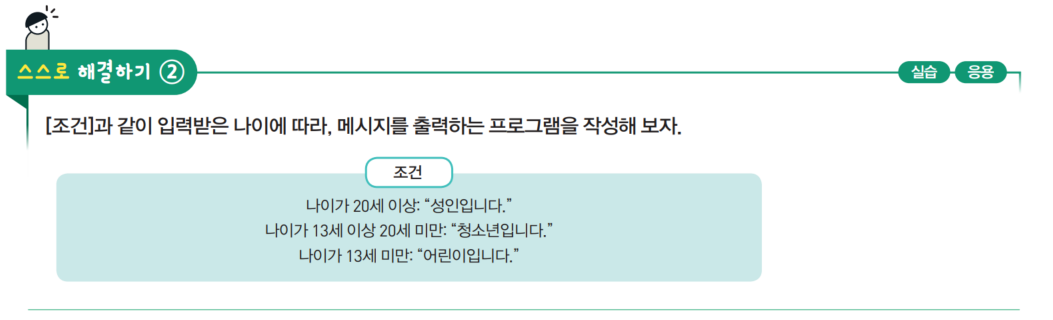 스스로 해결하기 ②
실습 응용
[조건]과 같이 입력받은 나이에 따라, 메시지를 출력하는 프로그램을 작성해 보자.
조건
나이가 20세 이상: “성인입니다.”
나이가 13세 이상 20세 미만: “청소년입니다.”
나이가 13세 미만: “어린이입니다.”